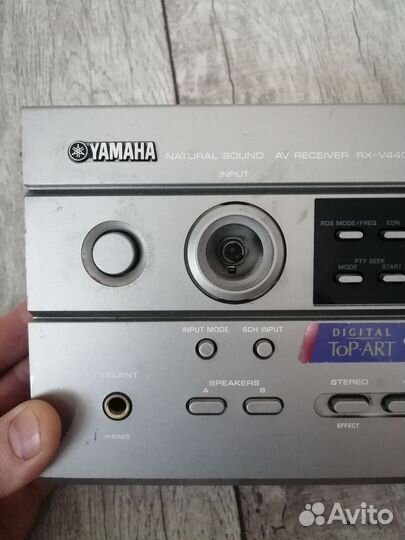 YAMAHA NATURAL SOUND AV RECEIVER RX-V440
INPUT
RDS MODE/FREQ EON
PTY SEEK
MODE START
INPUT MODE 6CH INPUT
DIGITAL
ToP-ART
SILENT
SPEAKERS
A B
STEREO
EFFECT
PHONES
Avito